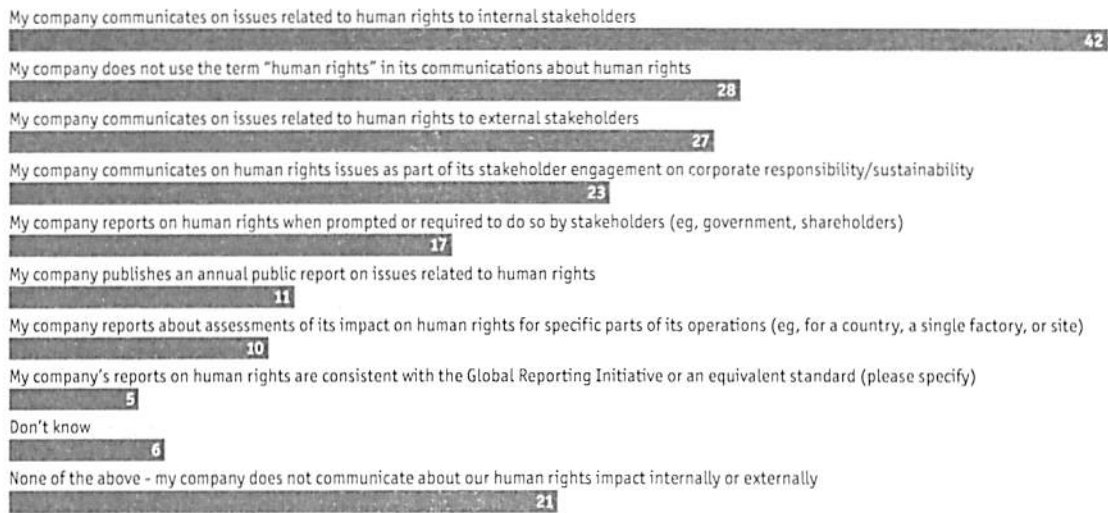 My company communicates on issues related to human rights to internal stakeholders
42
My company does not use the term "human rights" in its communications about human rights
28
My company communicates on issues related to human rights to external stakeholders
27
My company communicates on human rights issues as part of its stakeholder engagement on corporate responsibility/sustainability
23
My company reports on human rights when prompted or required to do so by stakeholders (eg, government, shareholders)
17
My company publishes an annual public report on issues related to human rights
11
My company reports about assessments of its impact on human rights for specific parts of its operations (eg, for a country, a single factory, or site)
10
My company's reports on human rights are consistent with the Global Reporting Initiative or an equivalent standard (please specify)
5
Don't know
6
None of the above - my company does not communicate about our human rights impact internally or externally
21